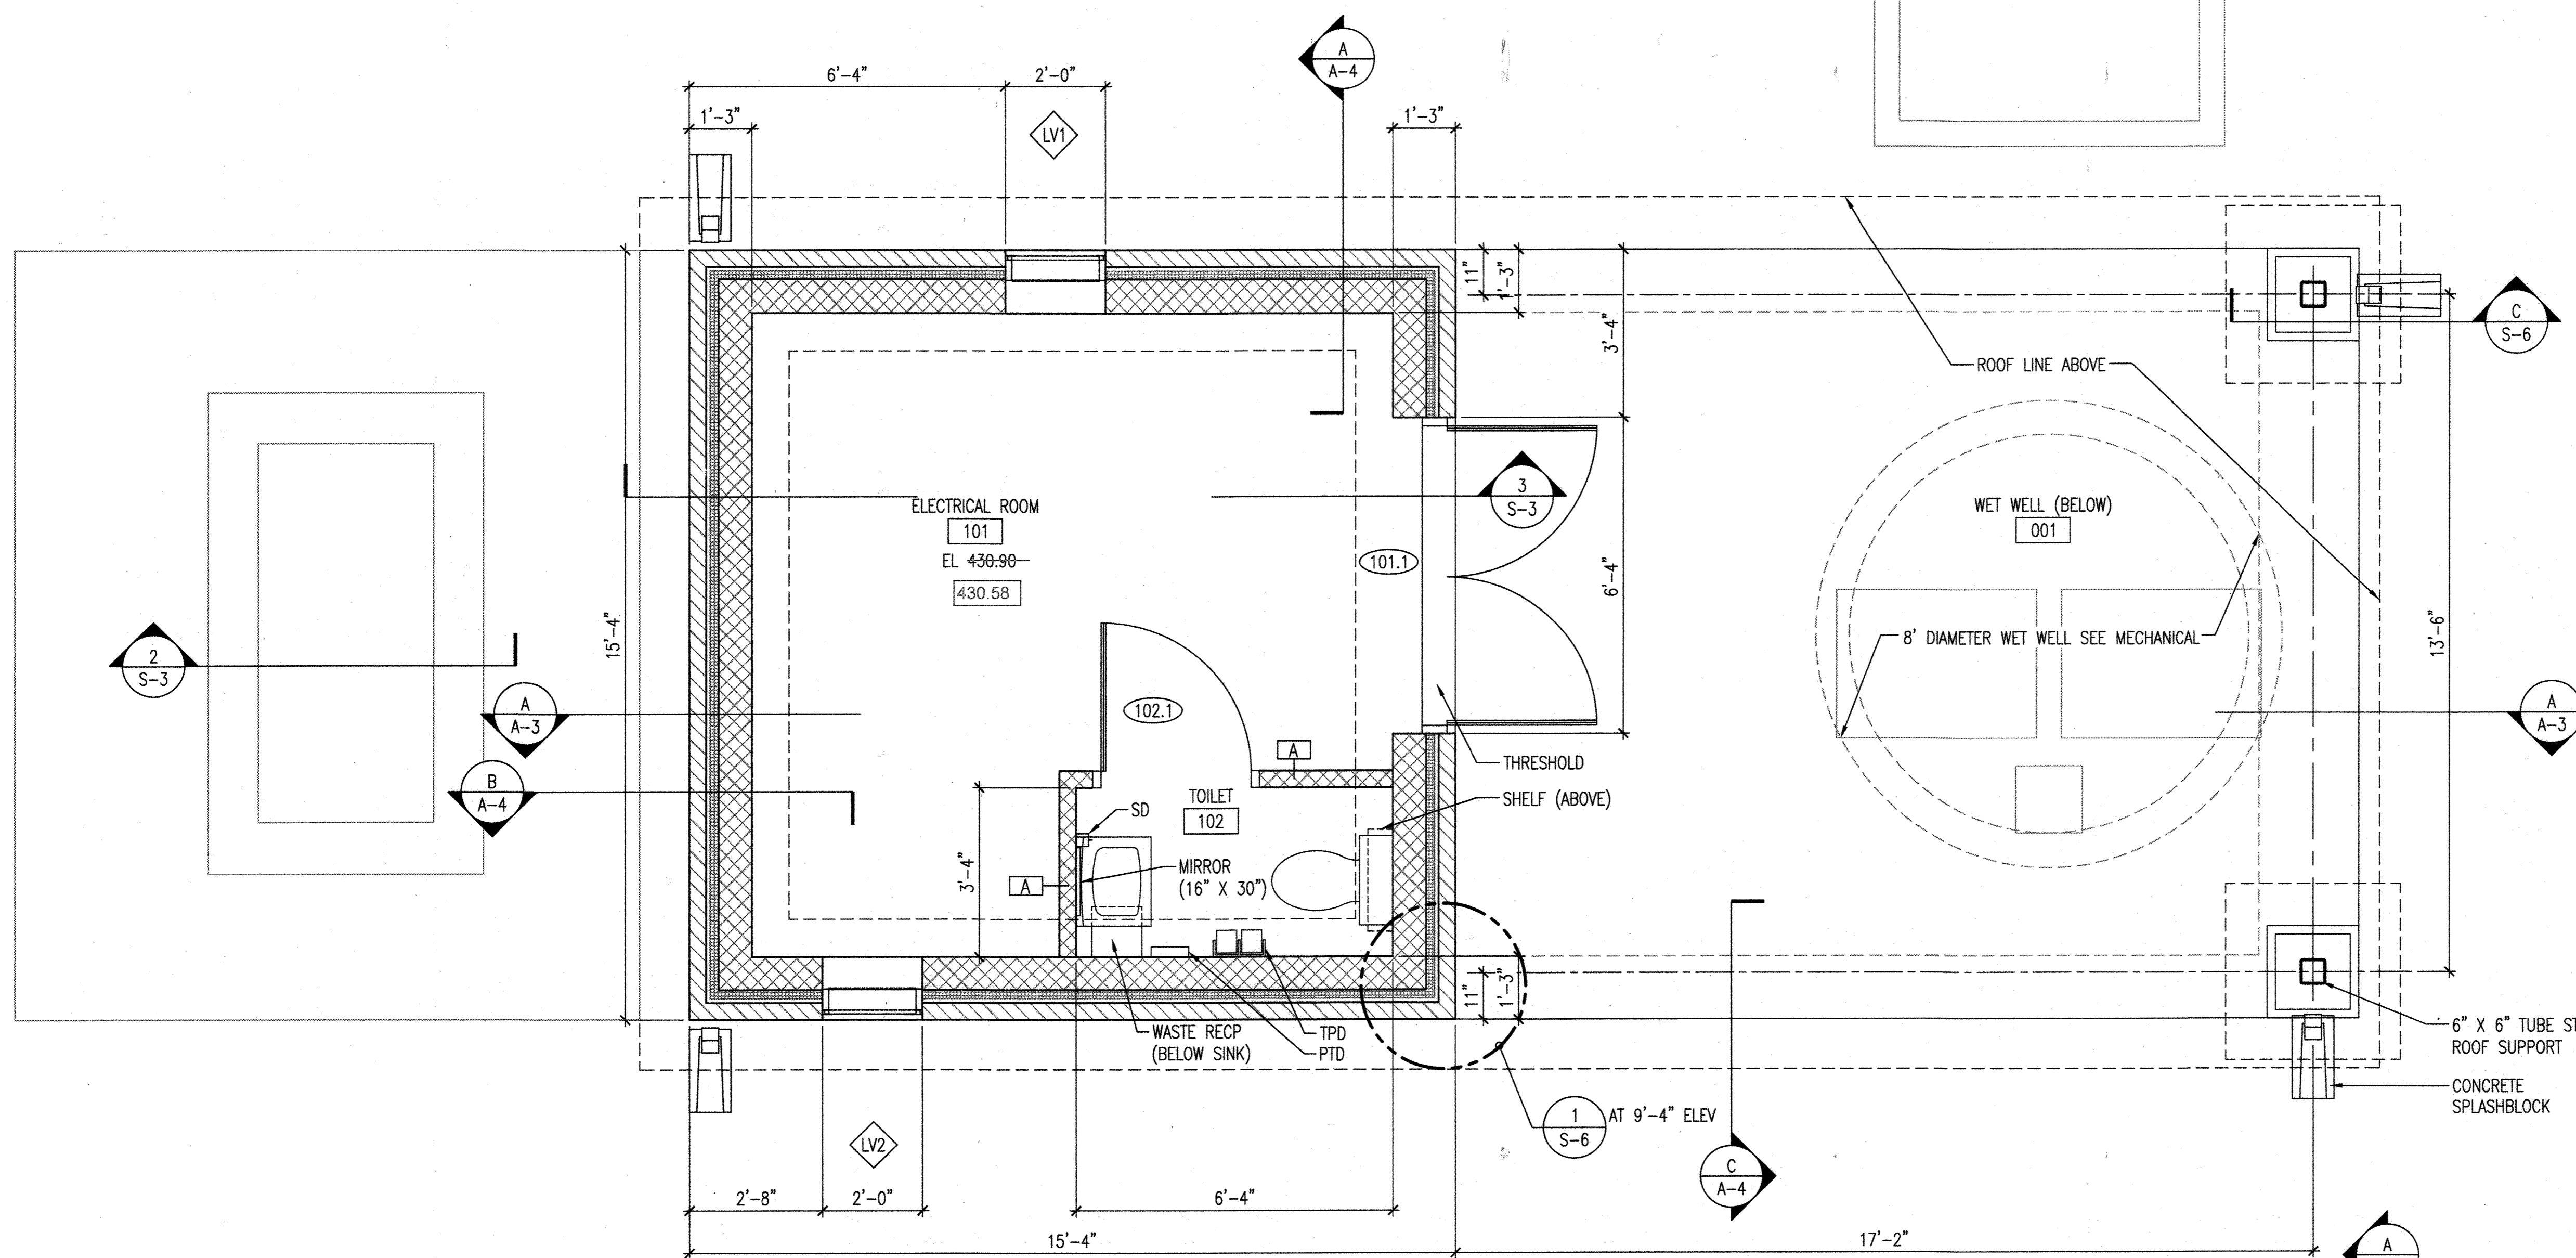 A
A-4
6'-4"
2'-0"
1'-3"
LV1
1'-3"
11"
1'-3"
3'-4"
C
S-6
ROOF LINE ABOVE
ELECTRICAL ROOM
101
EL 430.90
430.58
3
S-3
101.1
WET WELL (BELOW)
001
6'-4"
15'-4"
8' DIAMETER WET WELL SEE MECHANICAL
13'-6"
2
S-3
A
A-3
102.1
A
A-3
A
THRESHOLD
B
A-4
SHELF (ABOVE)
TOILET
102
SD
3'-4"
MIRROR
(16" X 30")
A
11"
1'-3"
WASTE RECP
(BELOW SINK)
TPD
PTD
6" X 6" TUBE ST
ROOF SUPPORT
CONCRETE
SPLASHBLOCK
1
S-6
AT 9'-4" ELEV
LV2
C
A-4
2'-8"
2'-0"
6'-4"
15'-4"
17'-2"
A